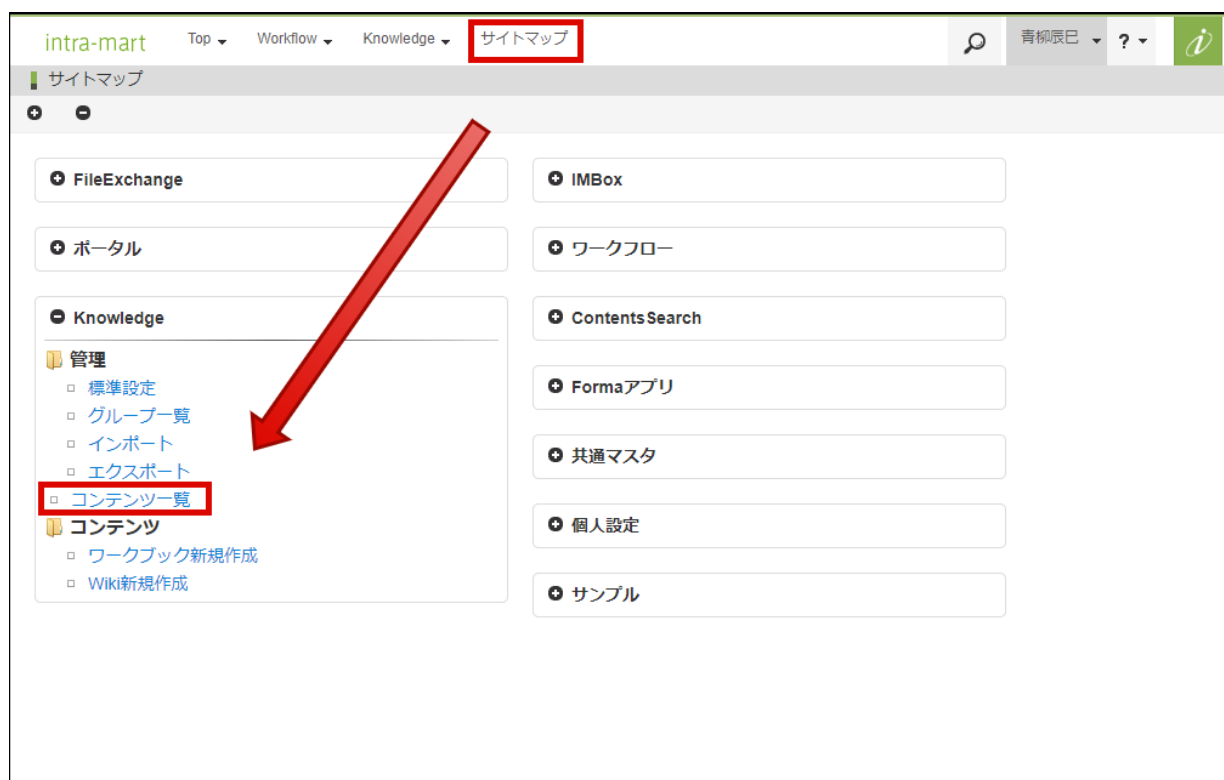 intra-mart Top Workflow Knowledge サイトマップ 青柳辰巳 ?
サイトマップ
FileExchange
ポータル
Knowledge
管理
標準設定
グループ一覧
インポート
エクスポート
コンテンツ一覧
コンテンツ
ワークブック新規作成
Wiki新規作成
IMBox
ワークフロー
ContentsSearch
Formaアプリ
共通マスタ
個人設定
サンプル